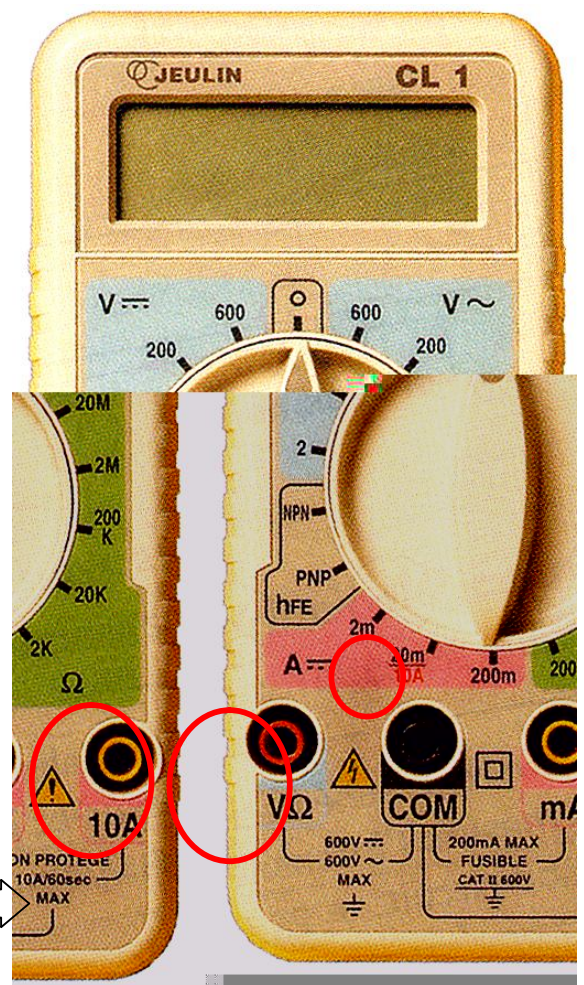 JEULIN CL 1
V V
600 600
200 200
20M
2M
200
K
20K
2K
Ω
10A
ON PROTEGE
10A/60sec
MAX
2
NPN
PNP
hFE
2m
A
20m
10A
200m
200
VΩ COM mA
600V
600V
MAX
200mA MAX
FUSIBLE
CAT II 600V